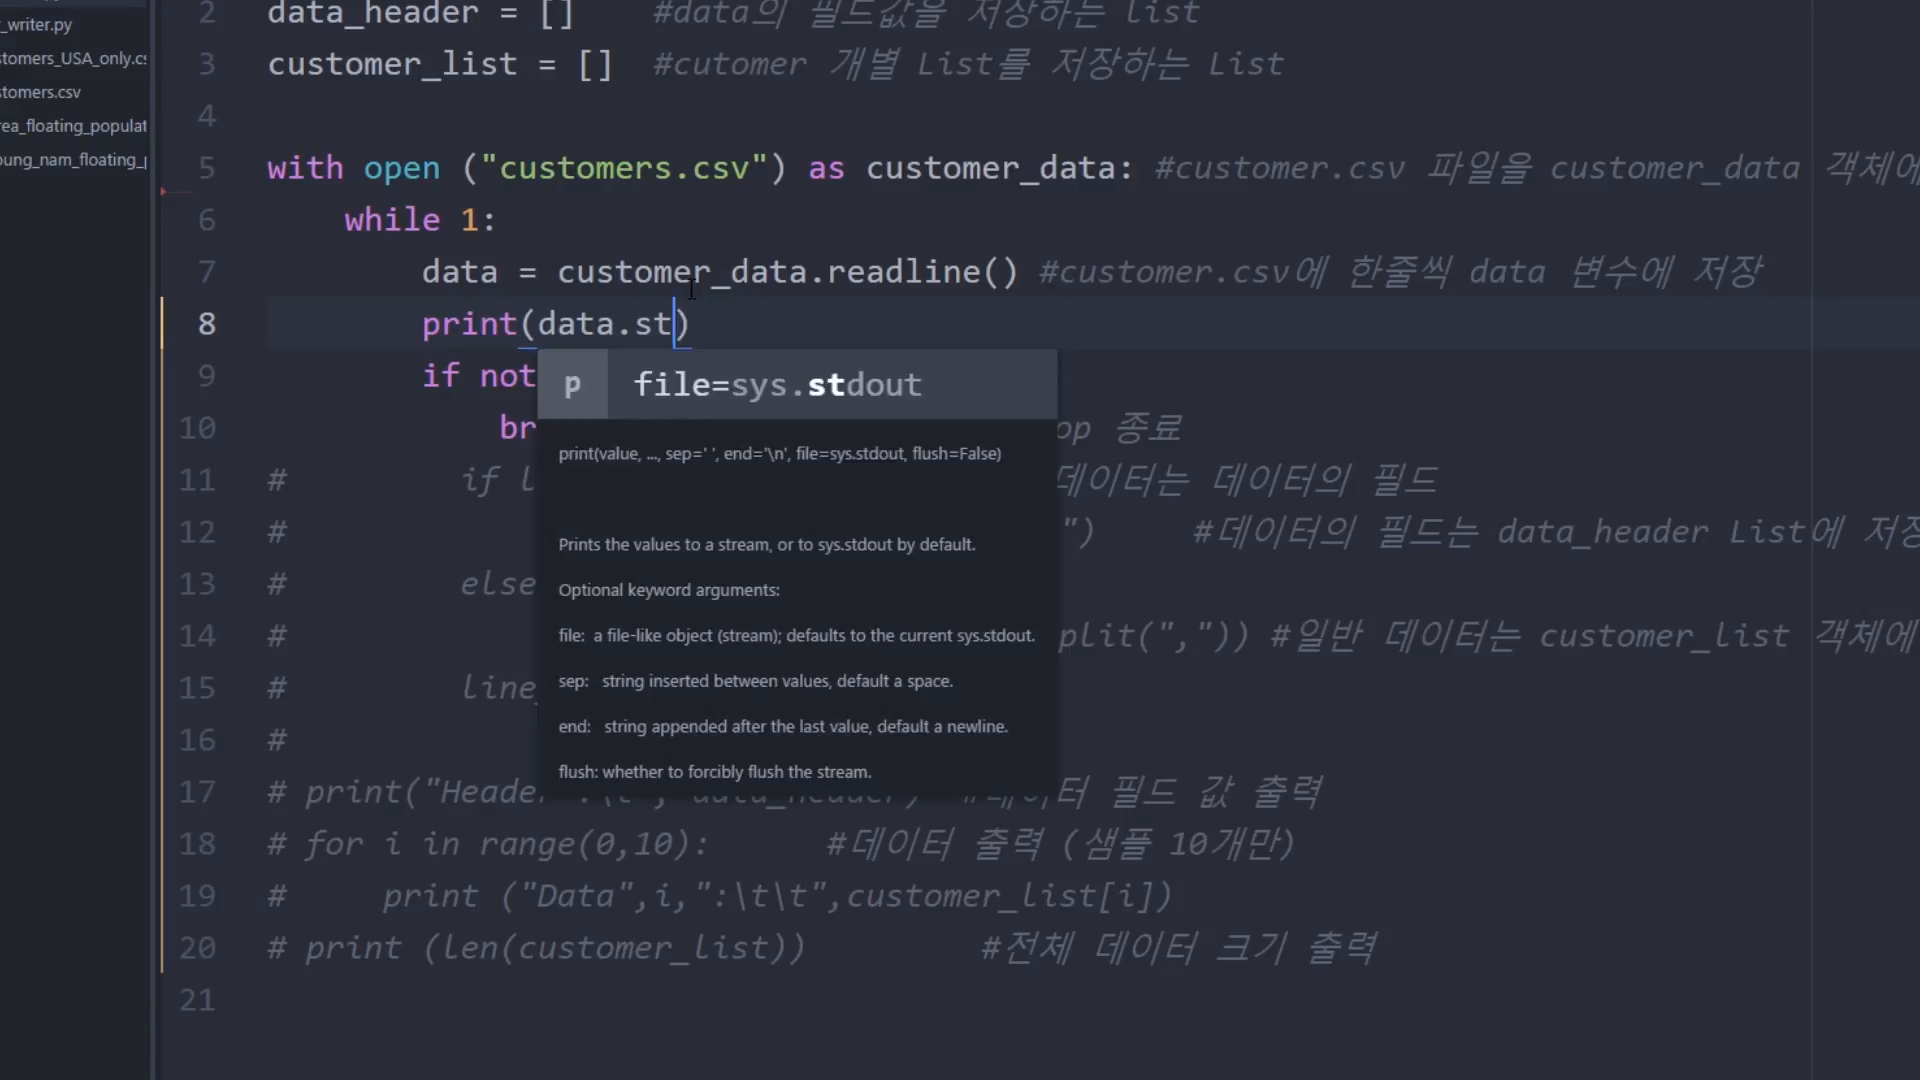 _writer.py
tomers_USA_only.cs
tomers.csv
rea_floating_populat
oung_nam_floating_p
2 data_header = [] #data의 필드값을 저장하는 list
3 customer_list = [] #cutomer 개별 List를 저장하는 List
4
5 with open ("customers.csv") as customer_data: #customer.csv 파일을 customer_data 객체에
6 while 1:
7 data = customer_data.readline() #customer.csv에 한줄씩 data 변수에 저장
8 print(data.st)
p file=sys.stdout
9 if not
10 br op 종료
print(value, ..., sep=' ', end='\n', file=sys.stdout, flush=False)
11 # if l 데이터는 데이터의 필드
12 # ") #데이터의 필드는 data_header List에 저장
Prints the values to a stream, or to sys.stdout by default.
13 # else
Optional keyword arguments:
14 # plit(",")) #일반 데이터는 customer_list 객체에
file: a file-like object (stream); defaults to the current sys.stdout.
15 # line_
sep: string inserted between values, default a space.
16 #
end: string appended after the last value, default a newline.
flush: whether to forcibly flush the stream.
17 # print("Header :\t", data_header) #데이터 필드 값 출력
18 # for i in range(0,10): #데이터 출력 (샘플 10개만)
19 # print ("Data",i,":\t\t",customer_list[i])
20 # print (len(customer_list)) #전체 데이터 크기 출력
21